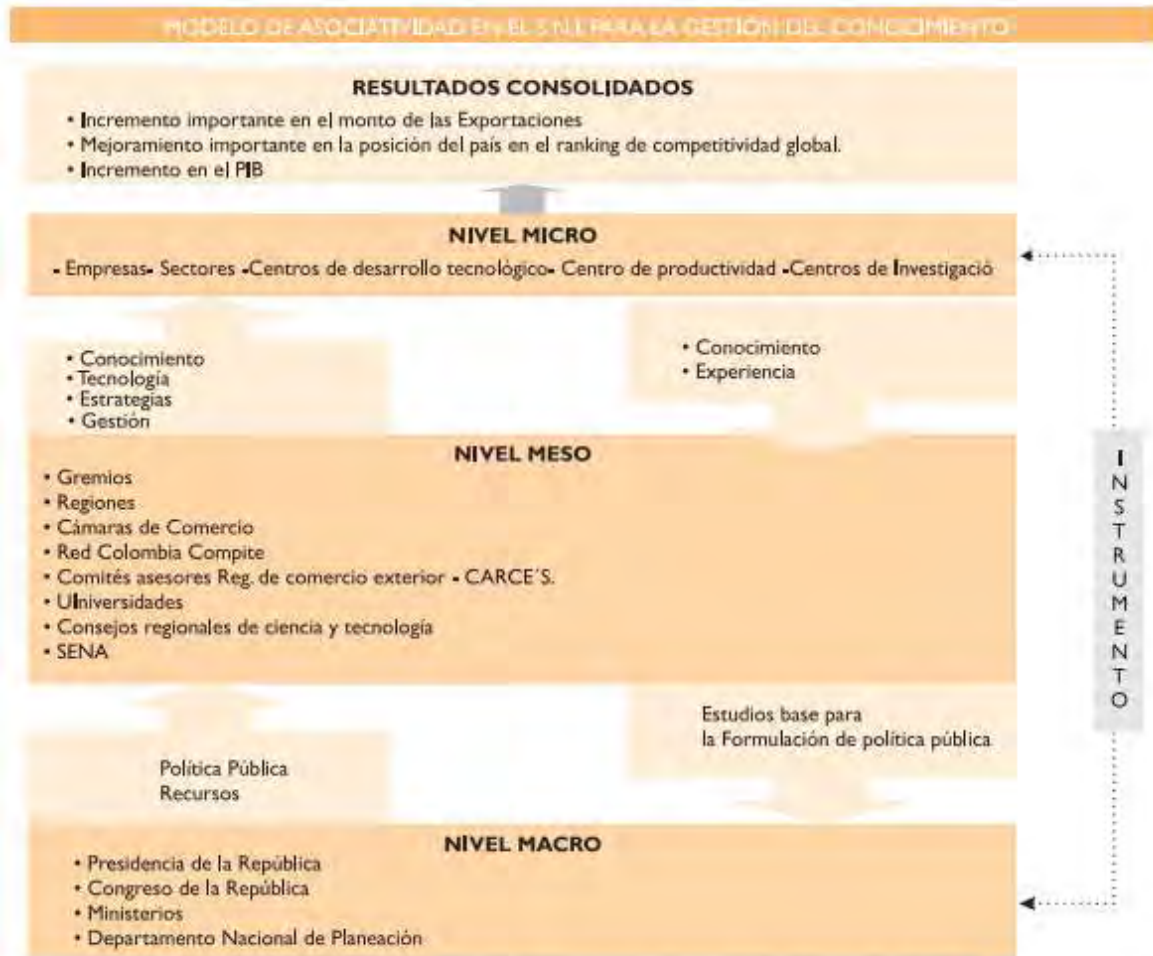 MODELO DE ASOCIATIVIDAD EN EL S.N.I. PARA LA GESTIÓN DEL CONOCIMIENTO
RESULTADOS CONSOLIDADOS
• Incremento importante en el monto de las Exportaciones
• Mejoramiento importante en la posición del país en el ranking de competitividad global.
• Incremento en el PIB
NIVEL MICRO
- Empresas- Sectores -Centros de desarrollo tecnológico- Centro de productividad -Centros de Investigació
• Conocimiento
• Tecnología
• Estrategias
• Gestión
• Conocimiento
• Experiencia
NIVEL MESO
• Gremios
• Regiones
• Cámaras de Comercio
• Red Colombia Compite
• Comités asesores Reg. de comercio exterior - CARCE´S.
• UIniversidades
• Consejos regionales de ciencia y tecnología
• SENA
Política Pública
Recursos
Estudios base para
la Formulación de política pública
NIVEL MACRO
• Presidencia de la República
• Congreso de la República
• Ministerios
• Departamento Nacional de Planeación
INSTRUMENTO